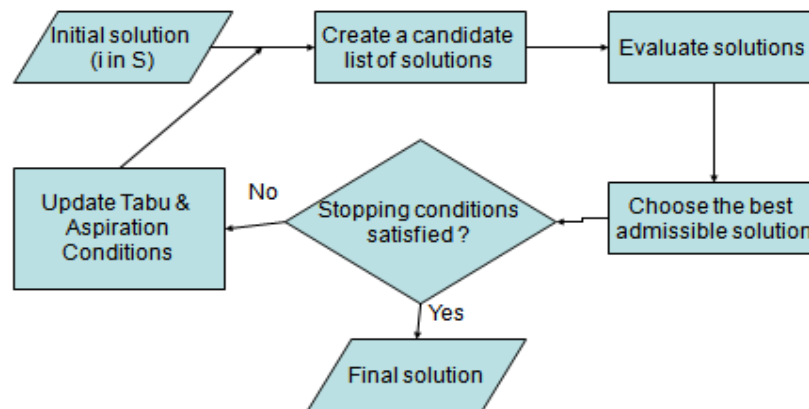 Initial solution
(i in S)
Create a candidate
list of solutions
Evaluate solutions
Choose the best
admissible solution
Stopping conditions
satisfied ?
No
Update Tabu &
Aspiration
Conditions
Yes
Final solution